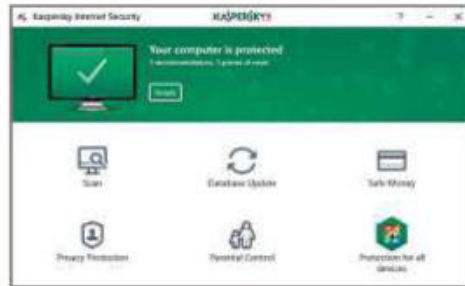 Kaspersky Internet Security
KASPERSKY
? – ×
Your computer is protected
Details
Scan
Database Update
Safe Money
Privacy Protection
Parental Control
Protection for all
devices